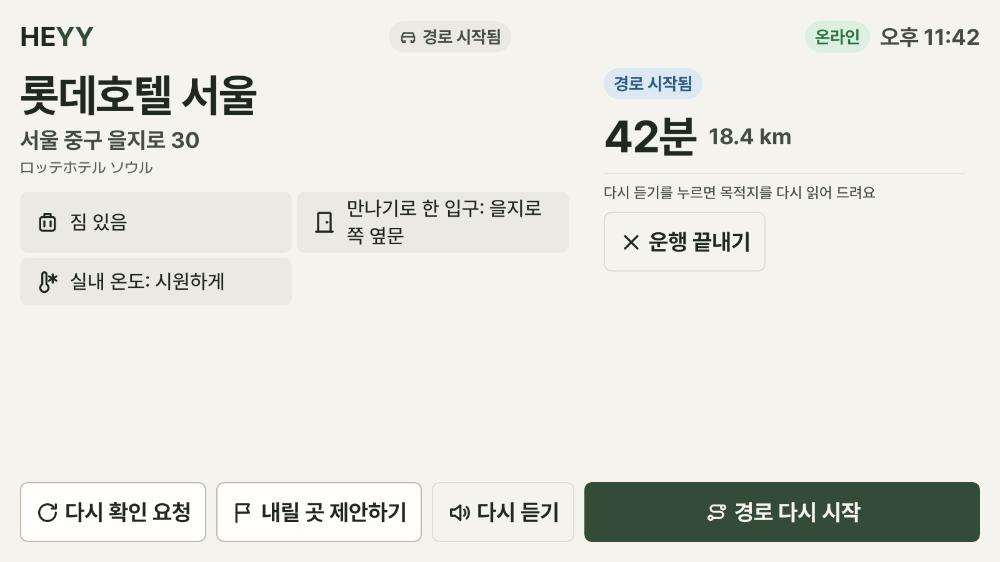 HEYY
경로 시작됨
온라인
오후 11:42
롯데호텔 서울
서울 중구 을지로 30
ロッテホテル ソウル
짐 있음
만나기로 한 입구: 을지로
쪽 옆문
실내 온도: 시원하게
경로 시작됨
42분 18.4 km
다시 듣기를 누르면 목적지를 다시 읽어 드려요
운행 끝내기
다시 확인 요청
내릴 곳 제안하기
다시 듣기
경로 다시 시작